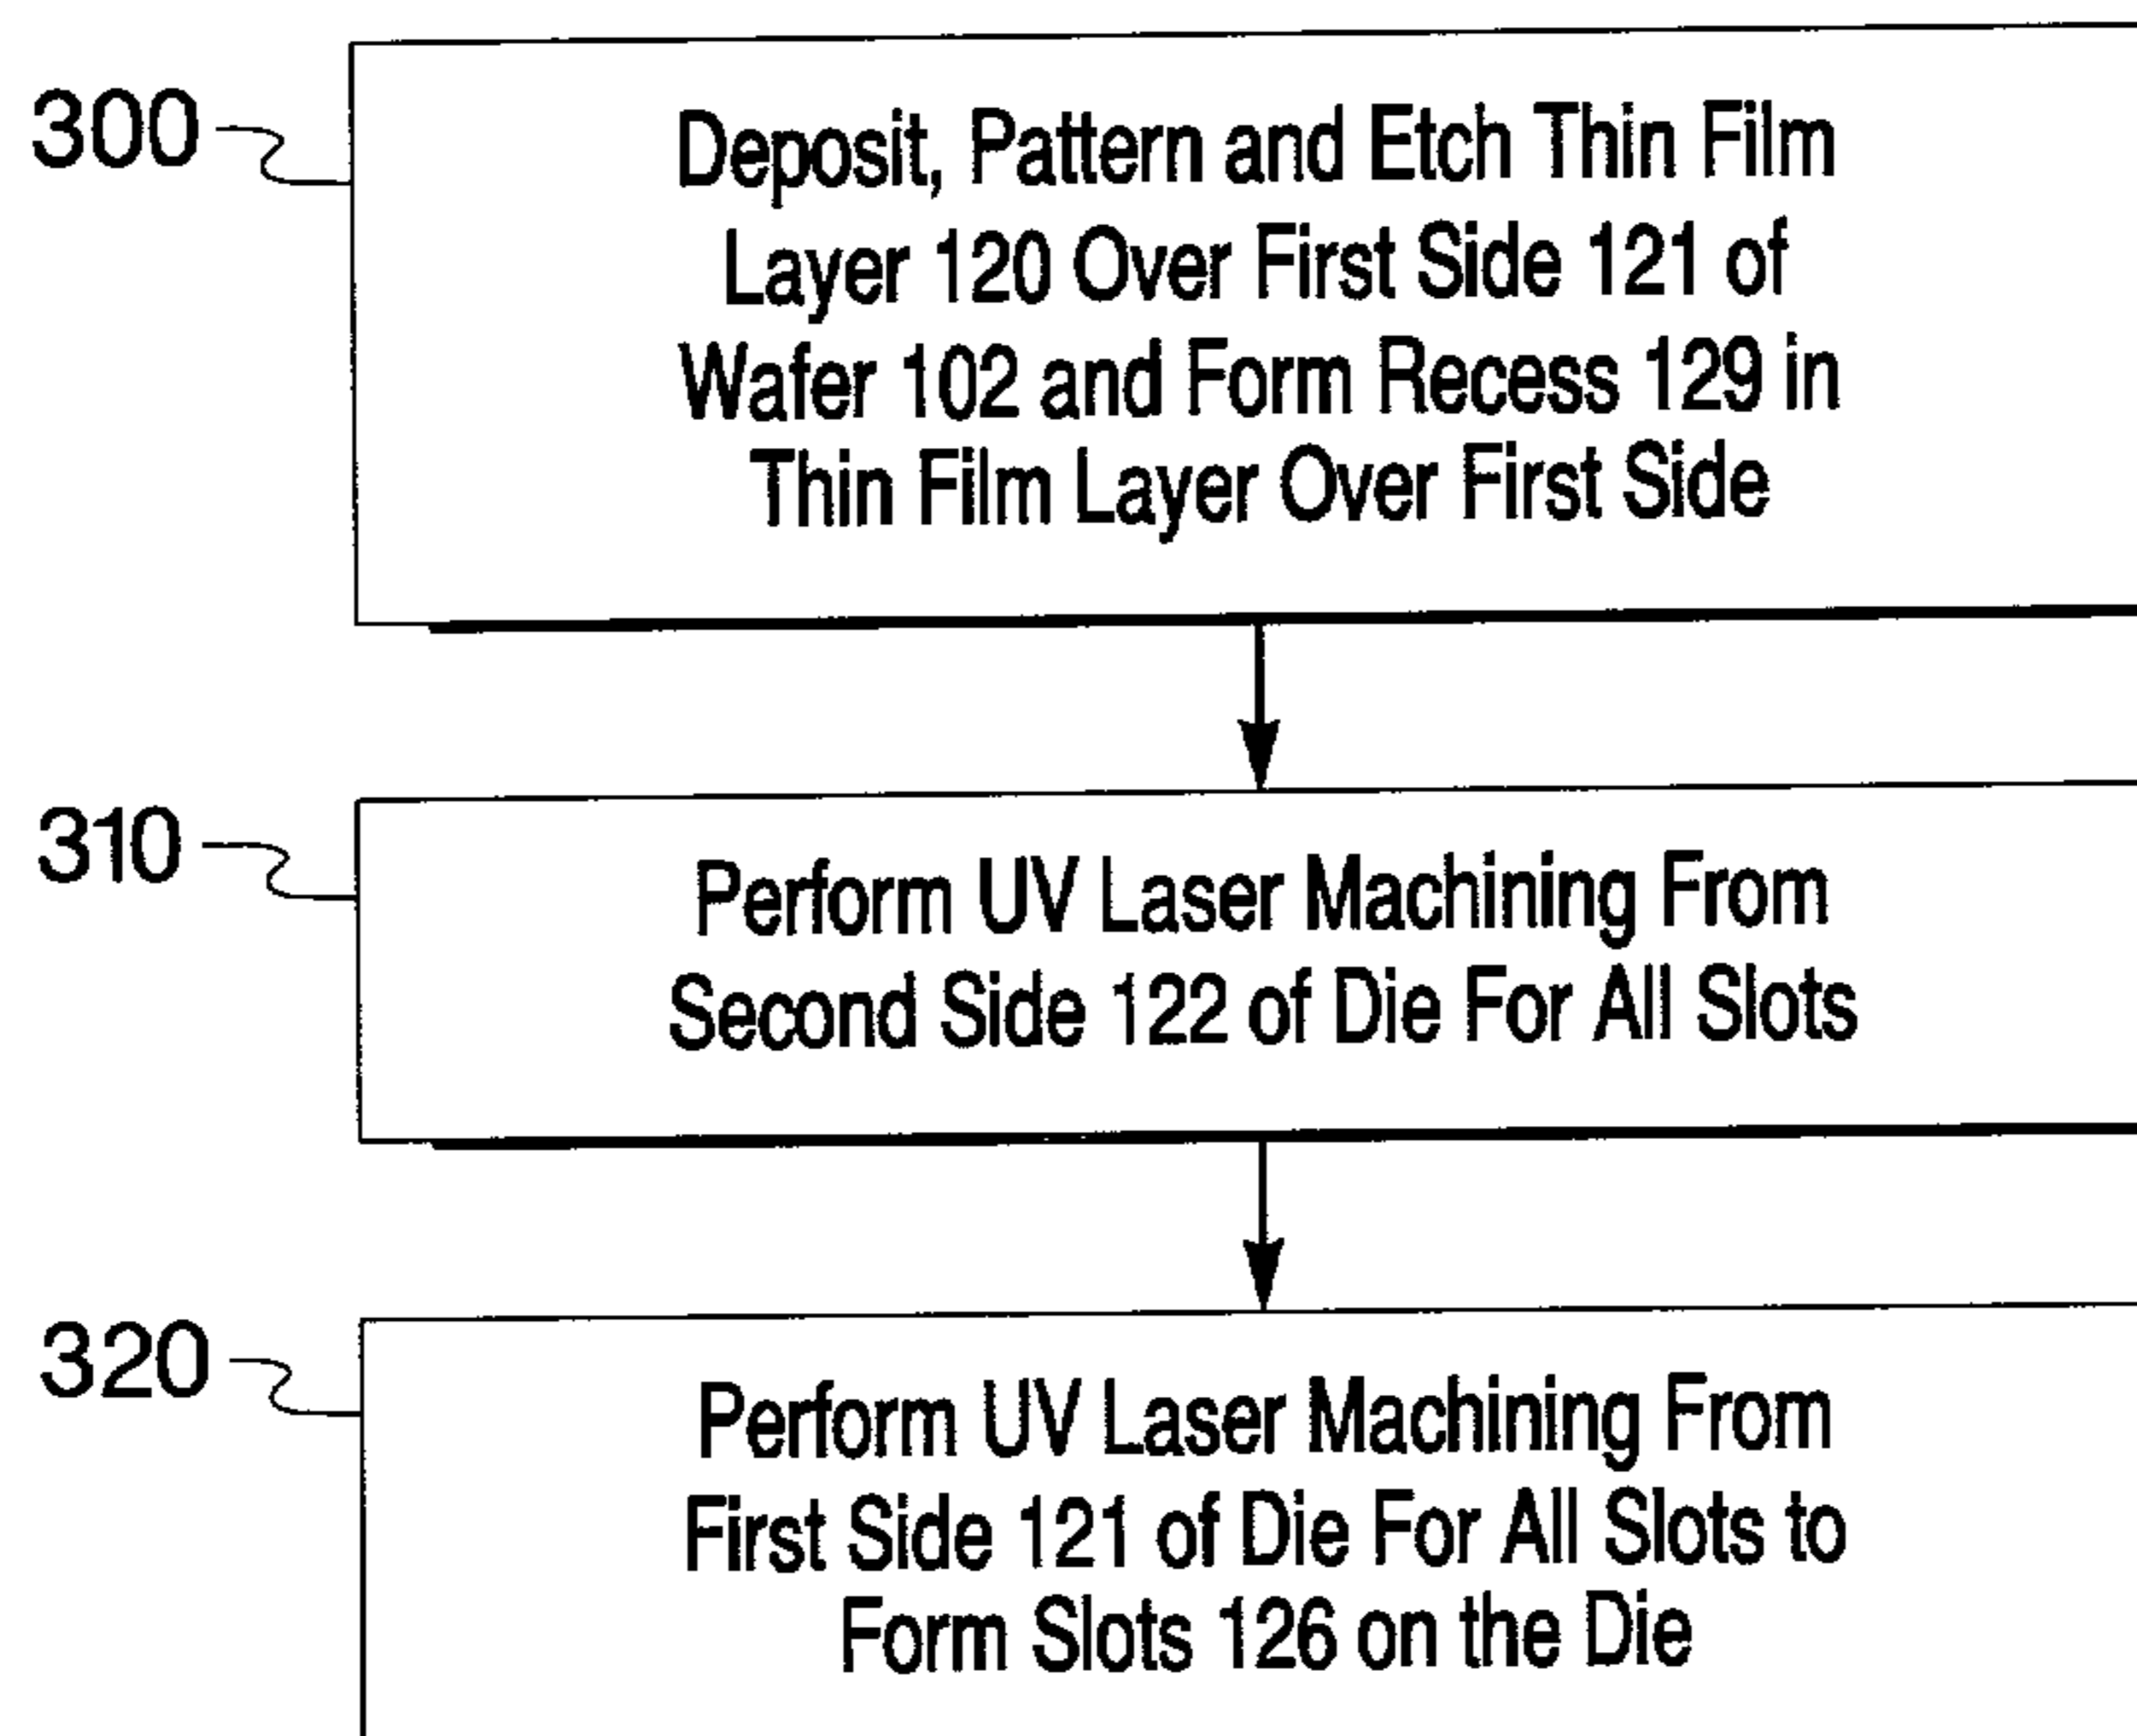 300
Deposit, Pattern and Etch Thin Film
Layer 120 Over First Side 121 of
Wafer 102 and Form Recess 129 in
Thin Film Layer Over First Side
310
Perform UV Laser Machining From
Second Side 122 of Die For All Slots
320
Perform UV Laser Machining From
First Side 121 of Die For All Slots to
Form Slots 126 on the Die